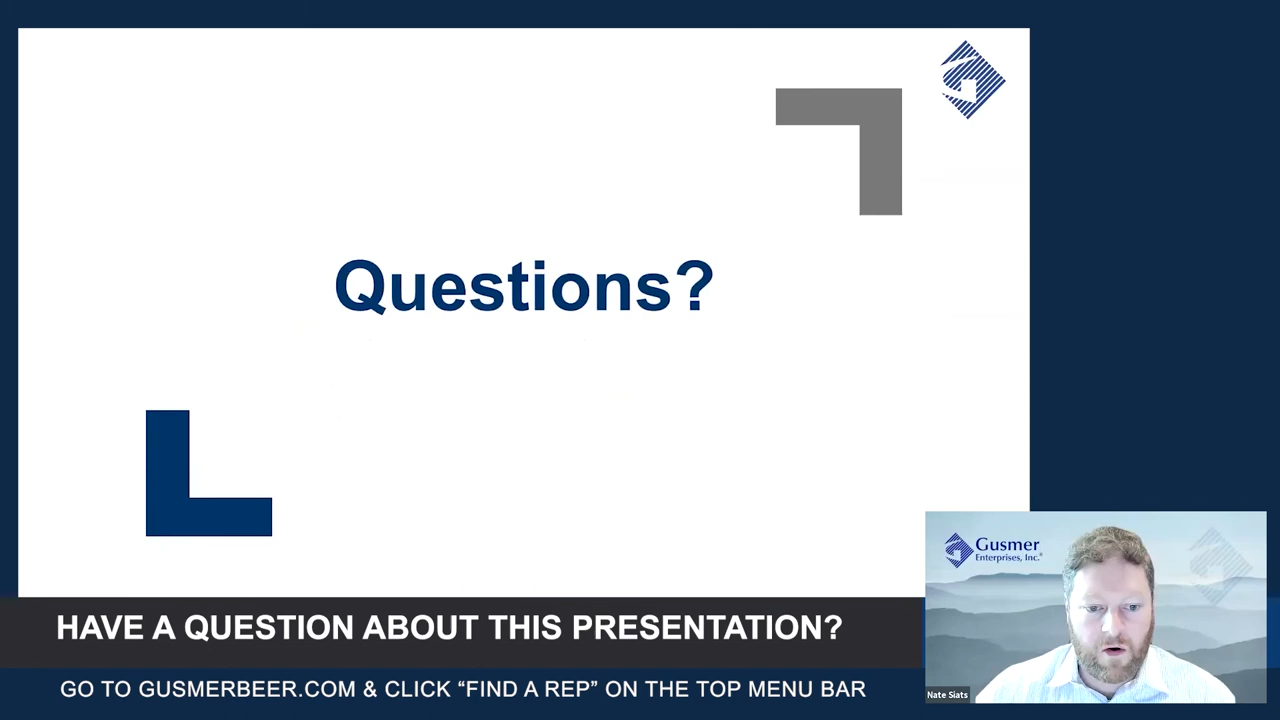 Questions?
HAVE A QUESTION ABOUT THIS PRESENTATION?
GO TO GUSMERBEER.COM & CLICK “FIND A REP” ON THE TOP MENU BAR
Gusmer
Enterprises, Inc.®
Nate Siats